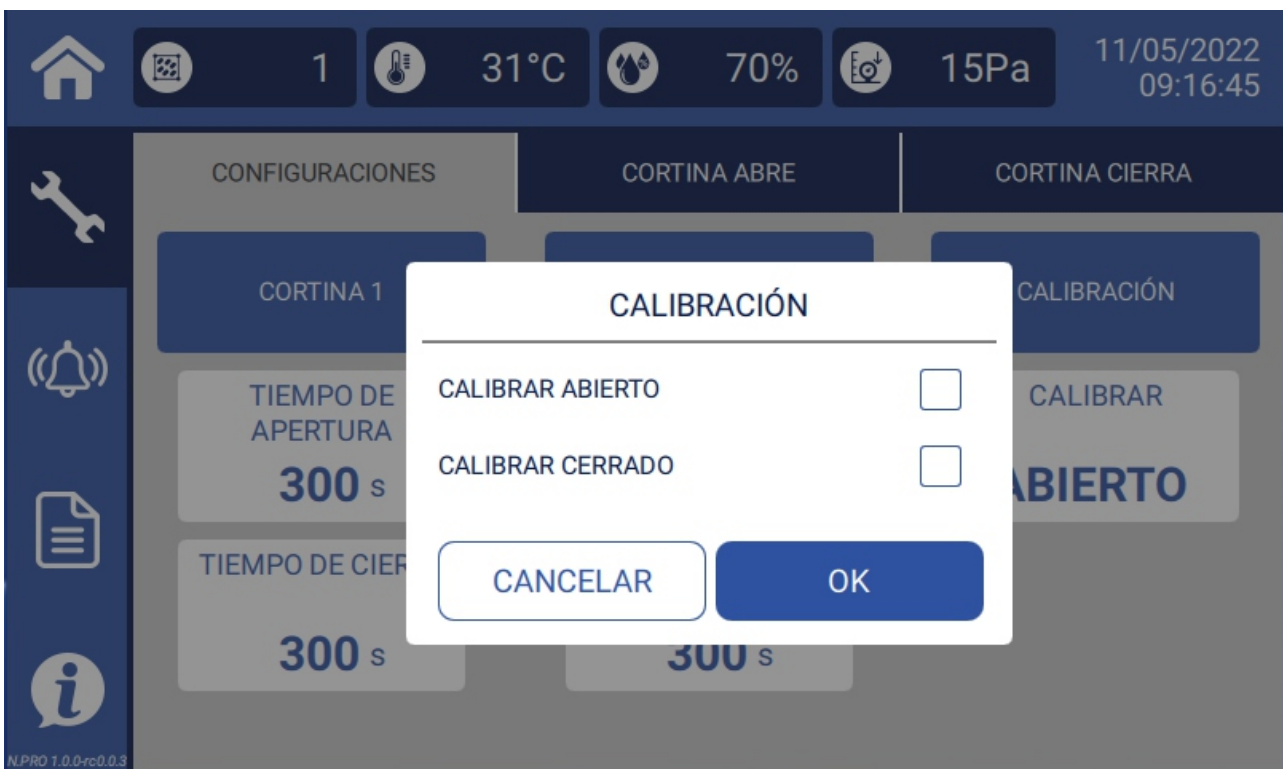 1
31°C
70%
15Pa
11/05/2022
09:16:45
CONFIGURACIONES
CORTINA ABRE
CORTINA CIERRA
CORTINA 1
CALIBRACIÓN
CALIBRACIÓN
TIEMPO DE
APERTURA
300 s
CALIBRAR ABIERTO
CALIBRAR CERRADO
CALIBRAR
TIEMPO DE
300 s
CANCELAR
OK
300 s
N.PRO 1.0.0-rc0.0.3